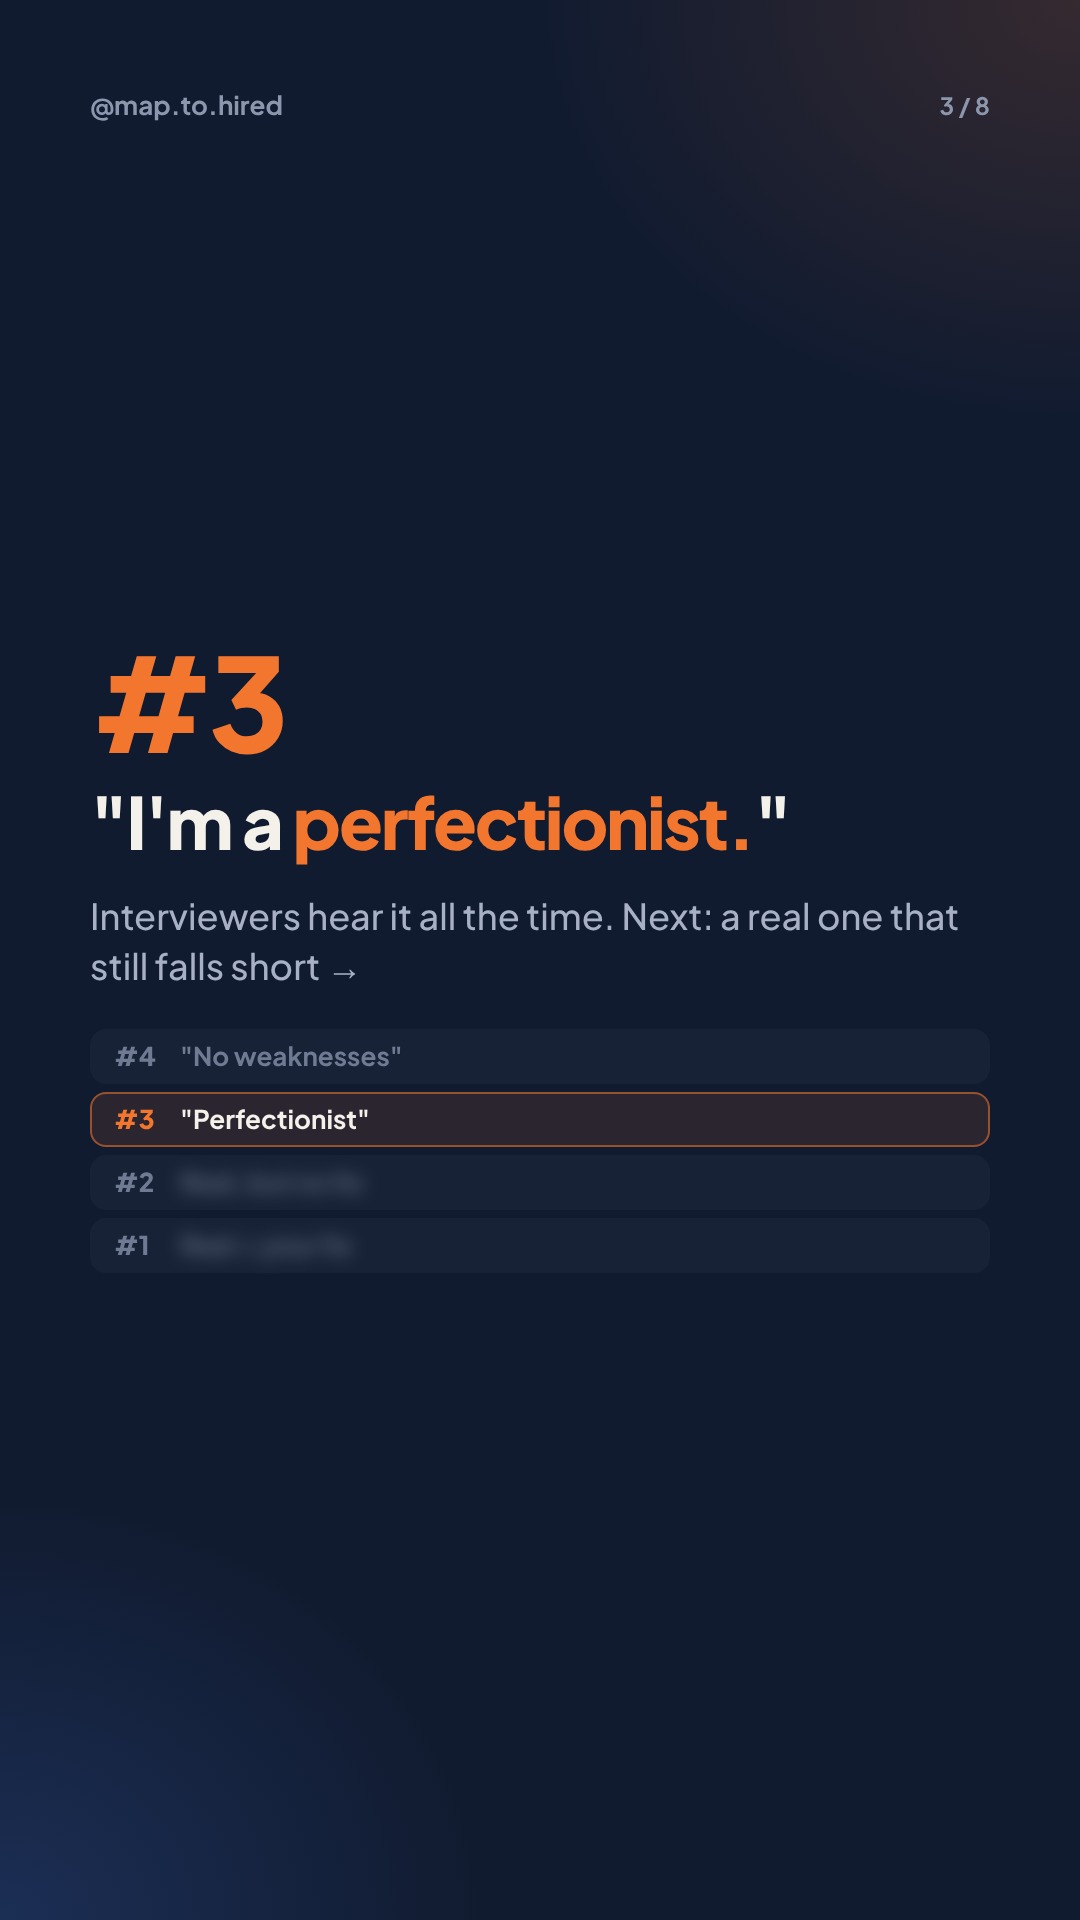 @map.to.hired
3 / 8
#3
"I'm a perfectionist."
Interviewers hear it all the time. Next: a real one that
still falls short →
#4 "No weaknesses"
#3 "Perfectionist"
#2
#1